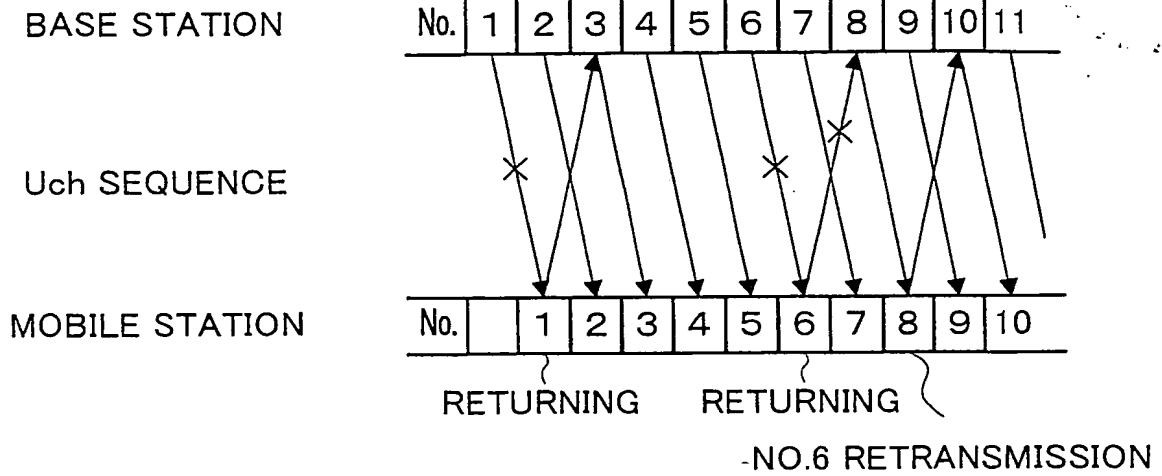 BASE STATION No. 1 2 3 4 5 6 7 8 9 10 11
Uch SEQUENCE
MOBILE STATION No. 1 2 3 4 5 6 7 8 9 10
RETURNING RETURNING
-NO.6 RETRANSMISSION